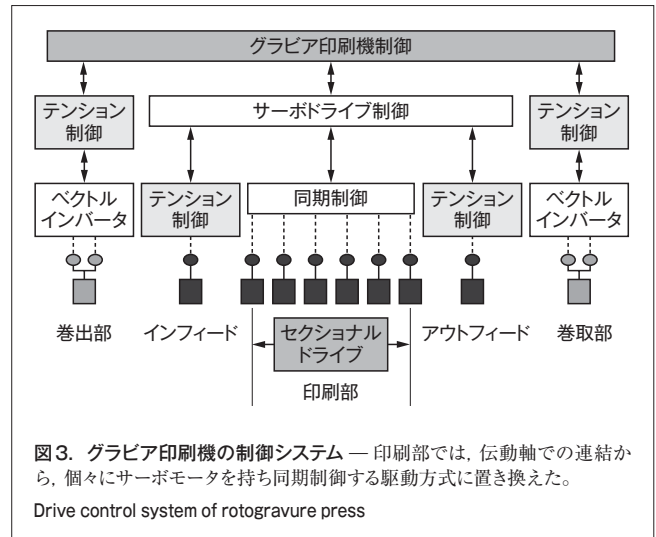 グラビア印刷機制御
テンション
制御
サーボドライブ制御
テンション
制御
ベクトル
インバータ
テンション
制御
同期制御
テンション
制御
ベクトル
インバータ
巻出部
インフィード
セクショナル
ドライブ
アウトフィード
巻取部
印刷部
図3. グラビア印刷機の制御システム — 印刷部では，伝動軸での連結か
ら，個々にサーボモータを持ち同期制御する駆動方式に置き換えた。
Drive control system of rotogravure press